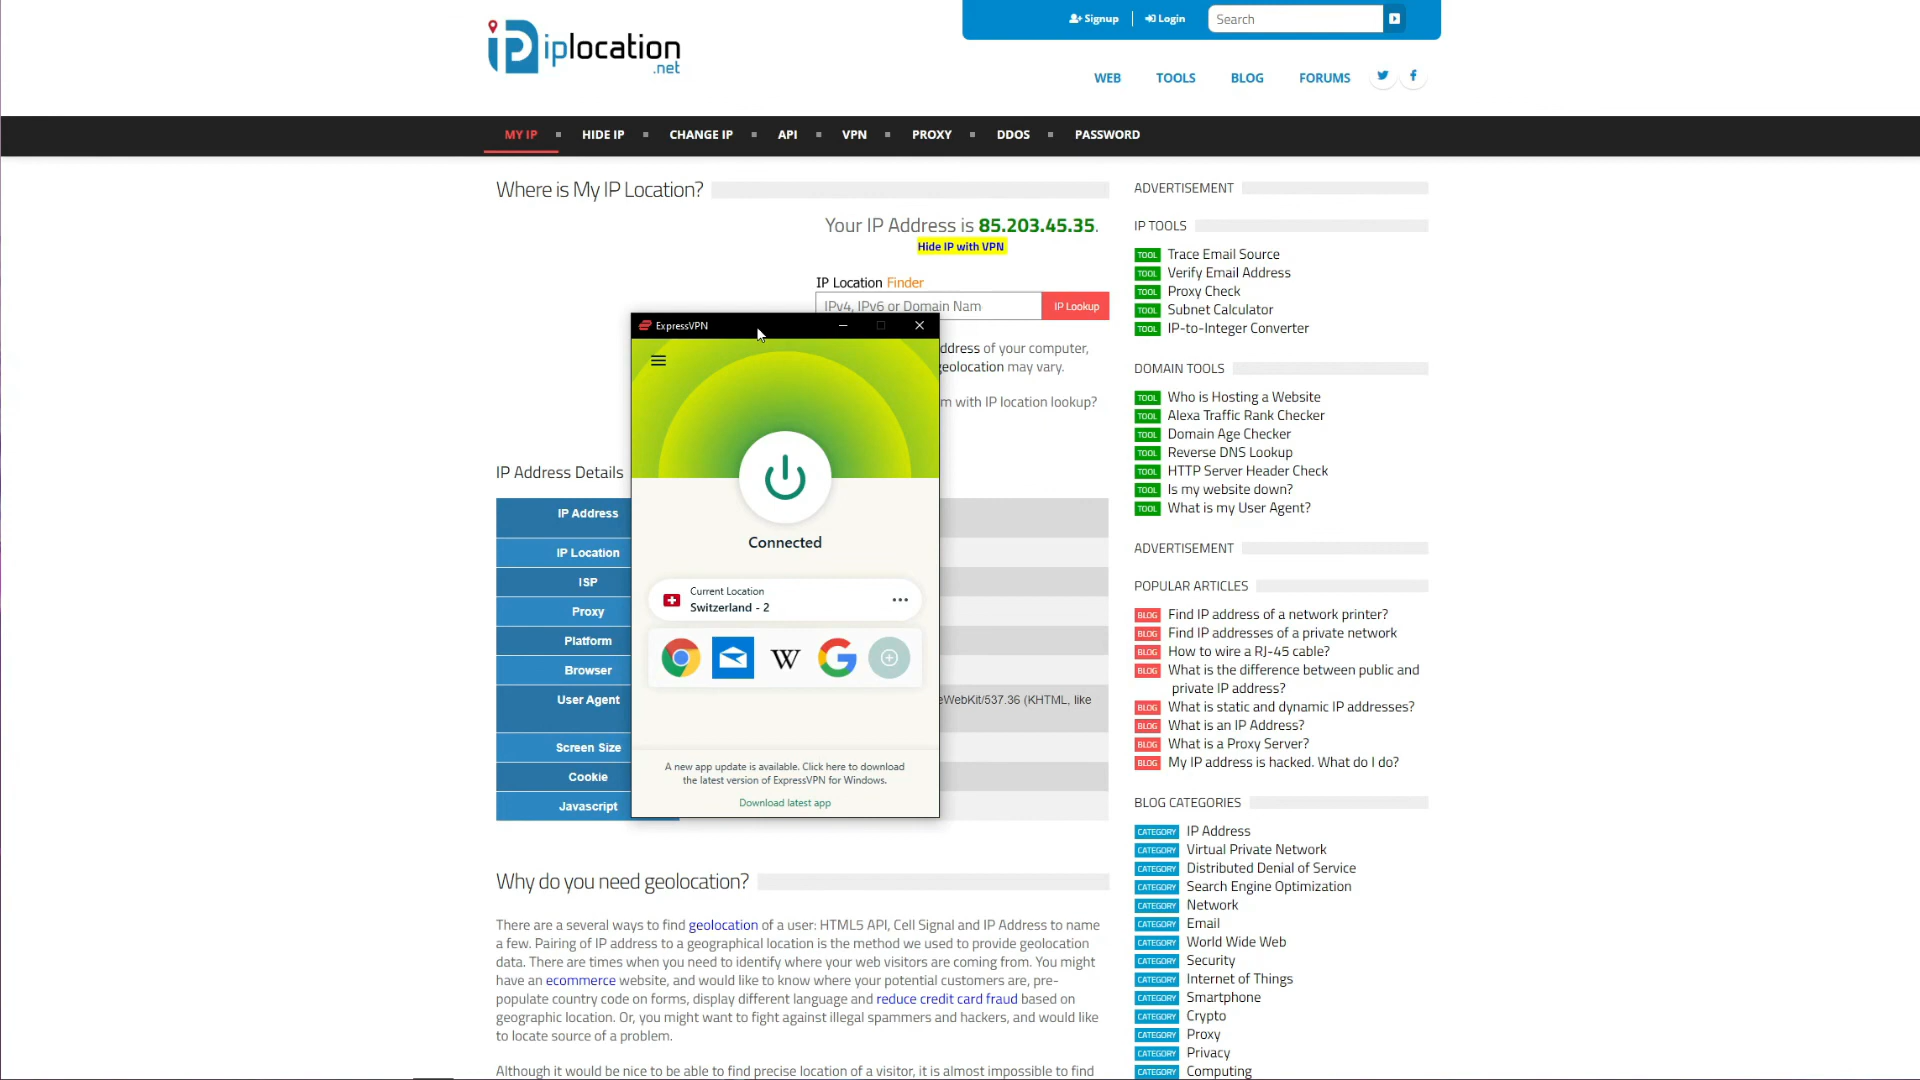 iplocation
.net
Signup
Login
Search
WEB
TOOLS
BLOG
FORUMS
MY IP
HIDE IP
CHANGE IP
API
VPN
PROXY
DDOS
PASSWORD
Where is My IP Location?
Your IP Address is 85.203.45.35.
Hide IP with VPN
IP Location Finder
IPv4, IPv6 or Domain Nam
IP Lookup
ddress of your computer,
geolocation may vary.
m with IP location lookup?
ExpressVPN
Connected
Current Location
Switzerland - 2
A new app update is available. Click here to download
the latest version of ExpressVPN for Windows.
Download latest app
IP Address Details
IP Address
IP Location
ISP
Proxy
Platform
Browser
User Agent
eWebKit/537.36 (KHTML, like
Screen Size
Cookie
Javascript
Why do you need geolocation?
There are a several ways to find geolocation of a user: HTML5 API, Cell Signal and IP Address to name
a few. Pairing of IP address to a geographical location is the method we used to provide geolocation
data. There are times when you need to identify where your web visitors are coming from. You might
have an ecommerce website, and would like to know where your potential customers are, pre-
populate country code on forms, display different language and reduce credit card fraud based on
geographic location. Or, you might want to fight against illegal spammers and hackers, and would like
to locate source of a problem.
Although it would be nice to be able to find precise location of a visitor, it is almost impossible to find
ADVERTISEMENT
IP TOOLS
TOOL Trace Email Source
TOOL Verify Email Address
TOOL Proxy Check
TOOL Subnet Calculator
TOOL IP-to-Integer Converter
DOMAIN TOOLS
TOOL Who is Hosting a Website
TOOL Alexa Traffic Rank Checker
TOOL Domain Age Checker
TOOL Reverse DNS Lookup
TOOL HTTP Server Header Check
TOOL Is my website down?
TOOL What is my User Agent?
ADVERTISEMENT
POPULAR ARTICLES
BLOG Find IP address of a network printer?
BLOG Find IP addresses of a private network
BLOG How to wire a RJ-45 cable?
BLOG What is the difference between public and
private IP address?
BLOG What is static and dynamic IP addresses?
BLOG What is an IP Address?
BLOG What is a Proxy Server?
BLOG My IP address is hacked. What do I do?
BLOG CATEGORIES
CATEGORY IP Address
CATEGORY Virtual Private Network
CATEGORY Distributed Denial of Service
CATEGORY Search Engine Optimization
CATEGORY Network
CATEGORY Email
CATEGORY World Wide Web
CATEGORY Security
CATEGORY Internet of Things
CATEGORY Smartphone
CATEGORY Crypto
CATEGORY Proxy
CATEGORY Privacy
CATEGORY Computing